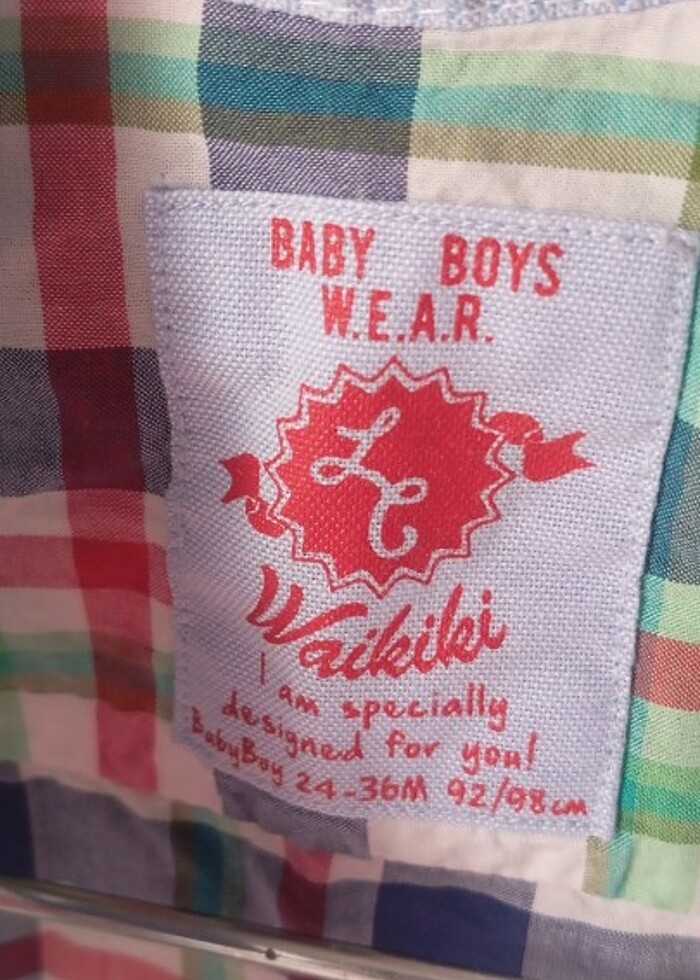 BABY BOYS
W.E.A.R.
LC
Waikiki
I am specially
designed for you!
BabyBoy 24-36M 92/98cm